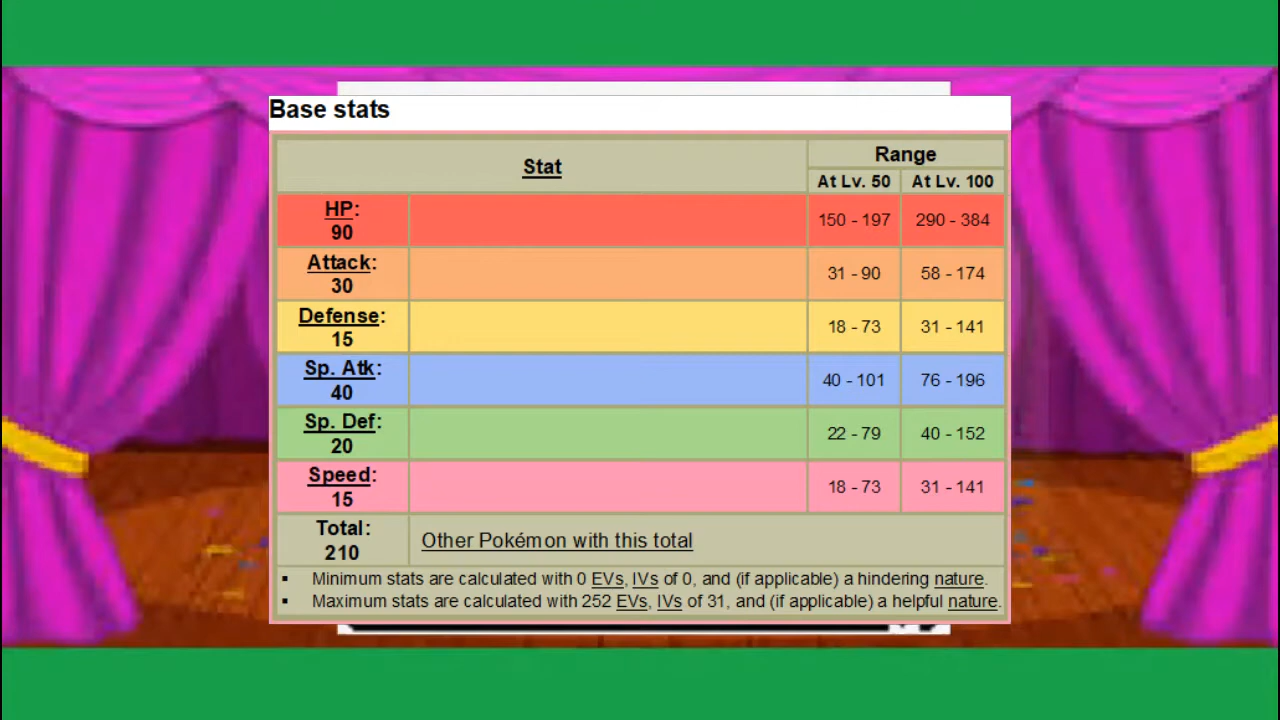 Base stats
Stat
Range
At Lv. 50
At Lv. 100
HP:
90
150 - 197
290 - 384
Attack:
30
31 - 90
58 - 174
Defense:
15
18 - 73
31 - 141
Sp. Atk:
40
40 - 101
76 - 196
Sp. Def:
20
22 - 79
40 - 152
Speed:
15
18 - 73
31 - 141
Total:
210
Other Pokémon with this total
▪ Minimum stats are calculated with 0 EVs, IVs of 0, and (if applicable) a hindering nature.
▪ Maximum stats are calculated with 252 EVs, IVs of 31, and (if applicable) a helpful nature.